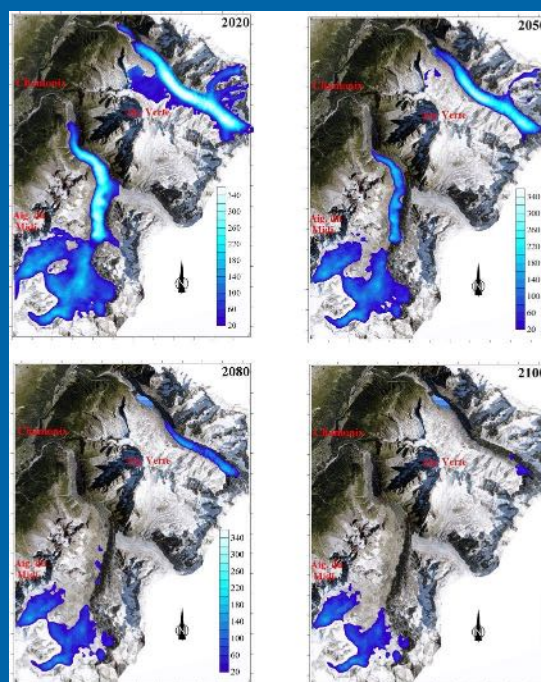 2020
Chamonix
Aig. Verte
Aig. du
Midi
340
300
260
220
180
140
100
60
20
N
2050
Chamonix
Aig. Verte
Aig. du
Midi
340
300
260
220
180
140
100
60
20
N
2080
Chamonix
Aig. Verte
Aig. du
Midi
340
300
260
220
180
140
100
60
20
N
2100
Chamonix
Aig. Verte
Aig. du
Midi
N